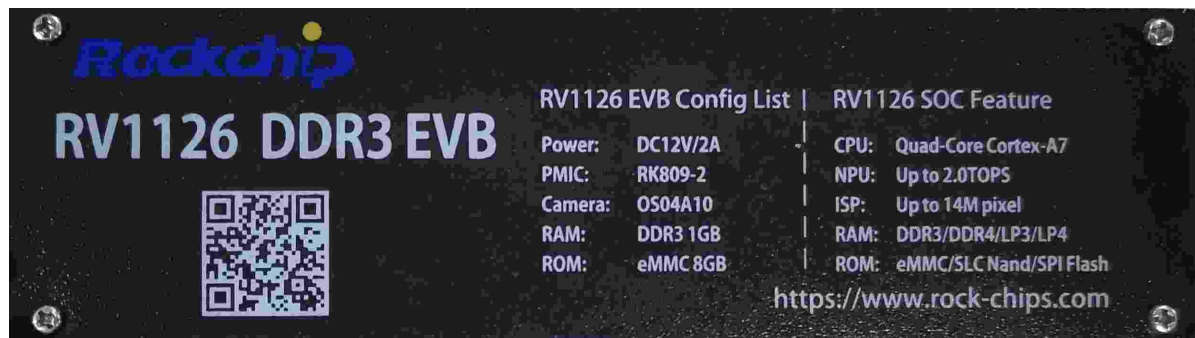 Rockchip
RV1126 DDR3 EVB
RV1126 EVB Config List
Power: DC12V/2A
PMIC: RK809-2
Camera: OS04A10
RAM: DDR3 1GB
ROM: eMMC 8GB
RV1126 SOC Feature
CPU: Quad-Core Cortex-A7
NPU: Up to 2.0TOPS
ISP: Up to 14M pixel
RAM: DDR3/DDR4/LP3/LP4
ROM: eMMC/SLC Nand/SPI Flash
https://www.rock-chips.com